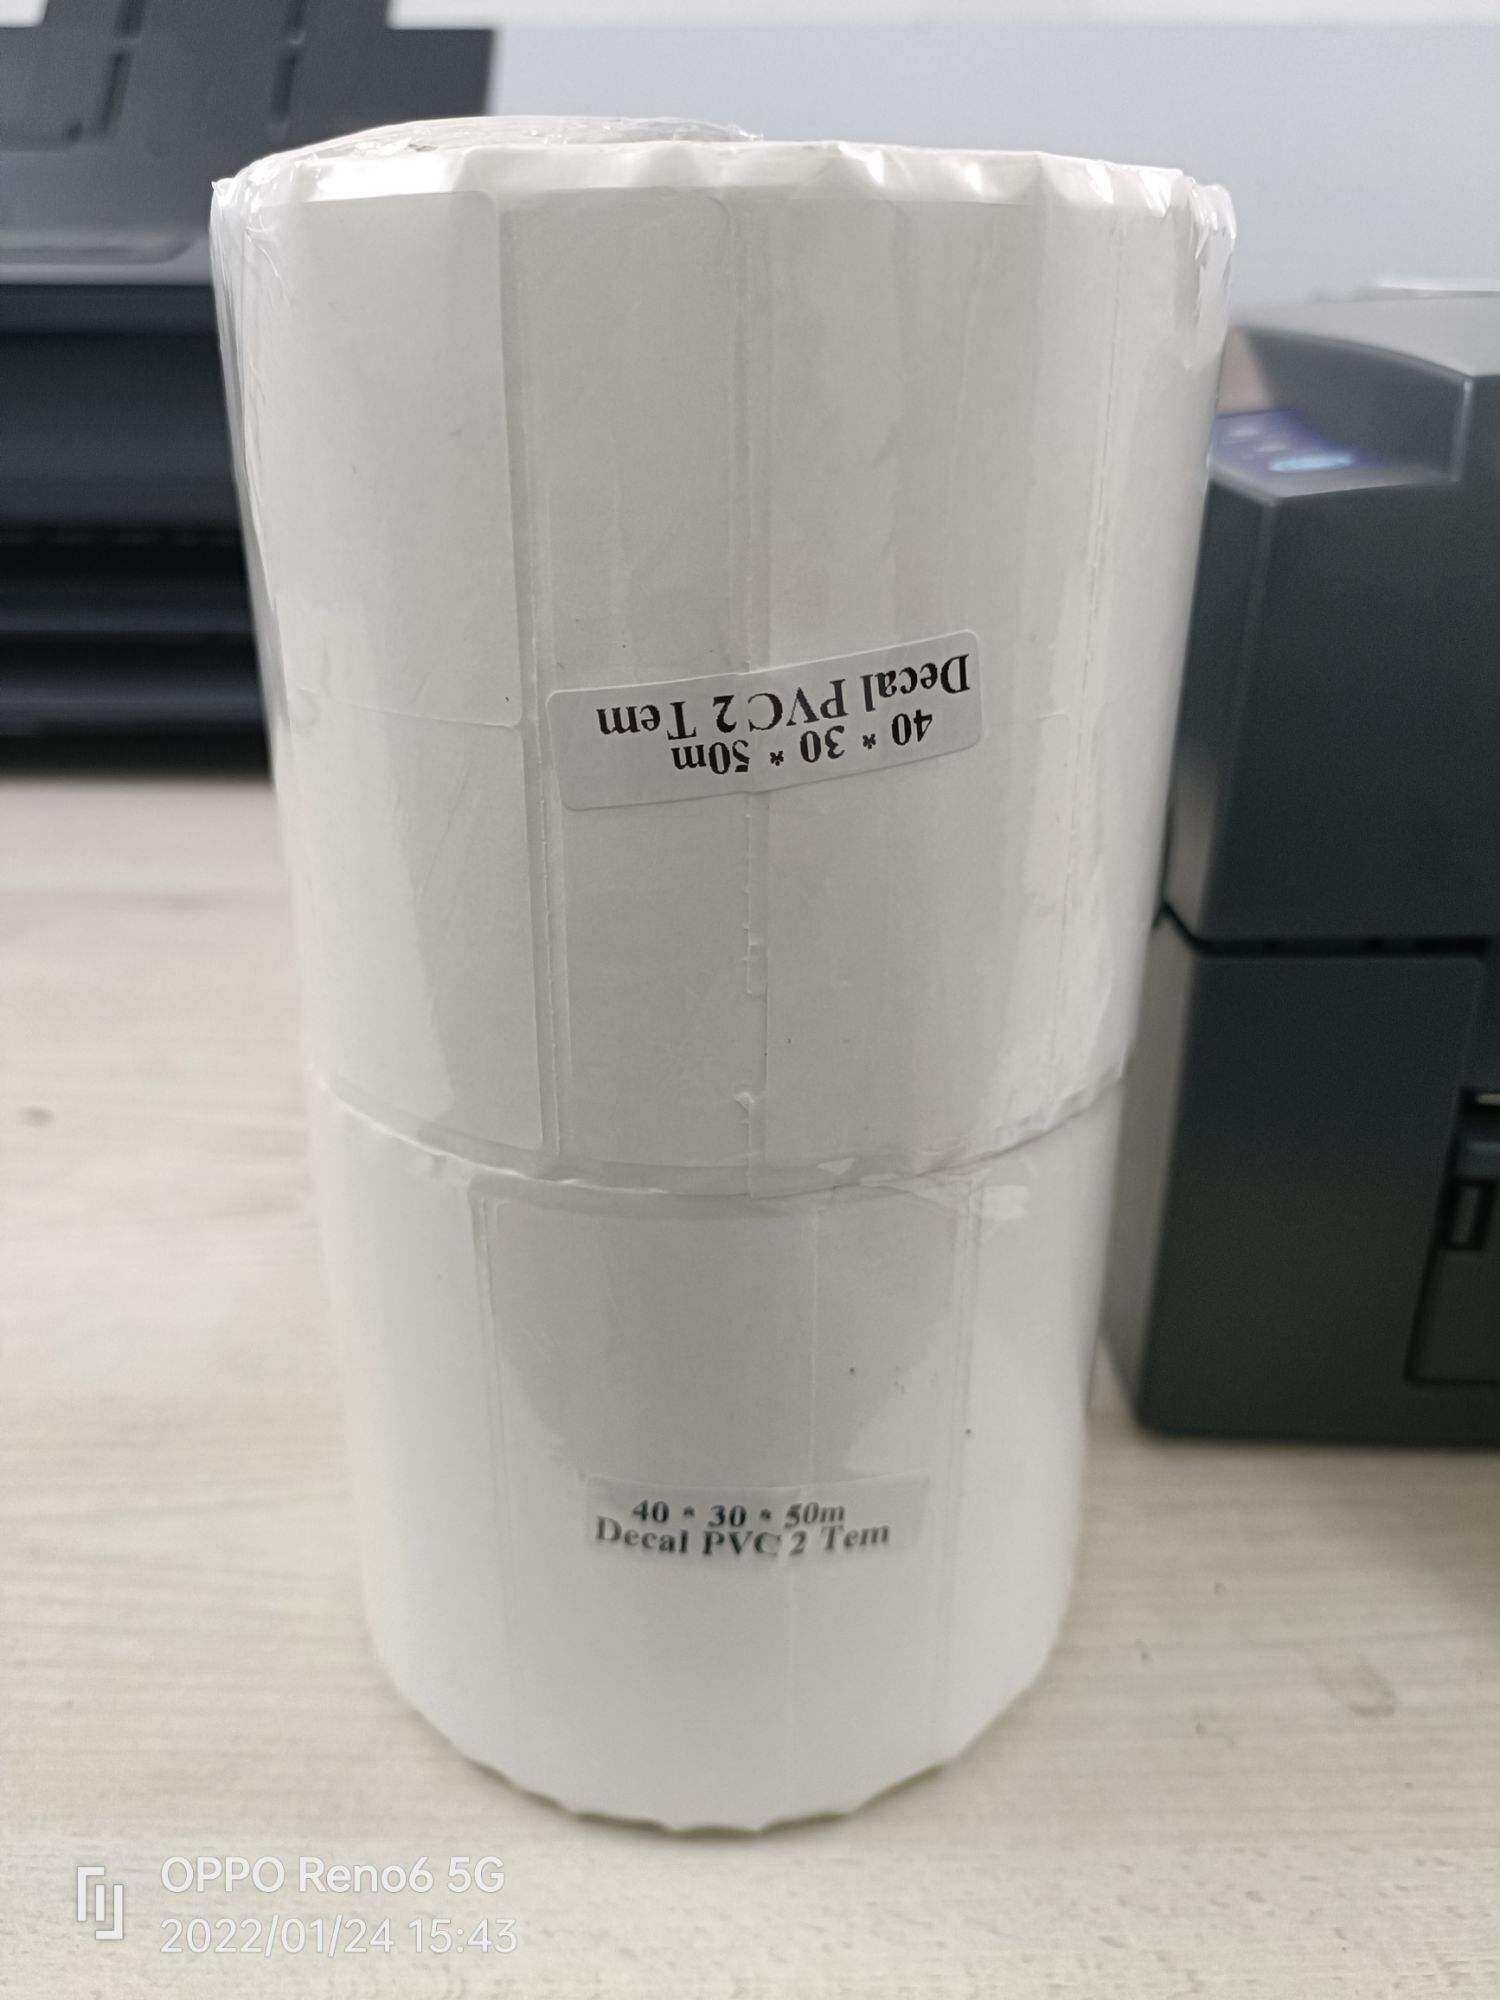 Decal PVC 2 Tem
40 * 30 * 50m
40 * 30 * 50m
Decal PVC 2 Tem
OPPO Reno6 5G
2022/01/24 15:43